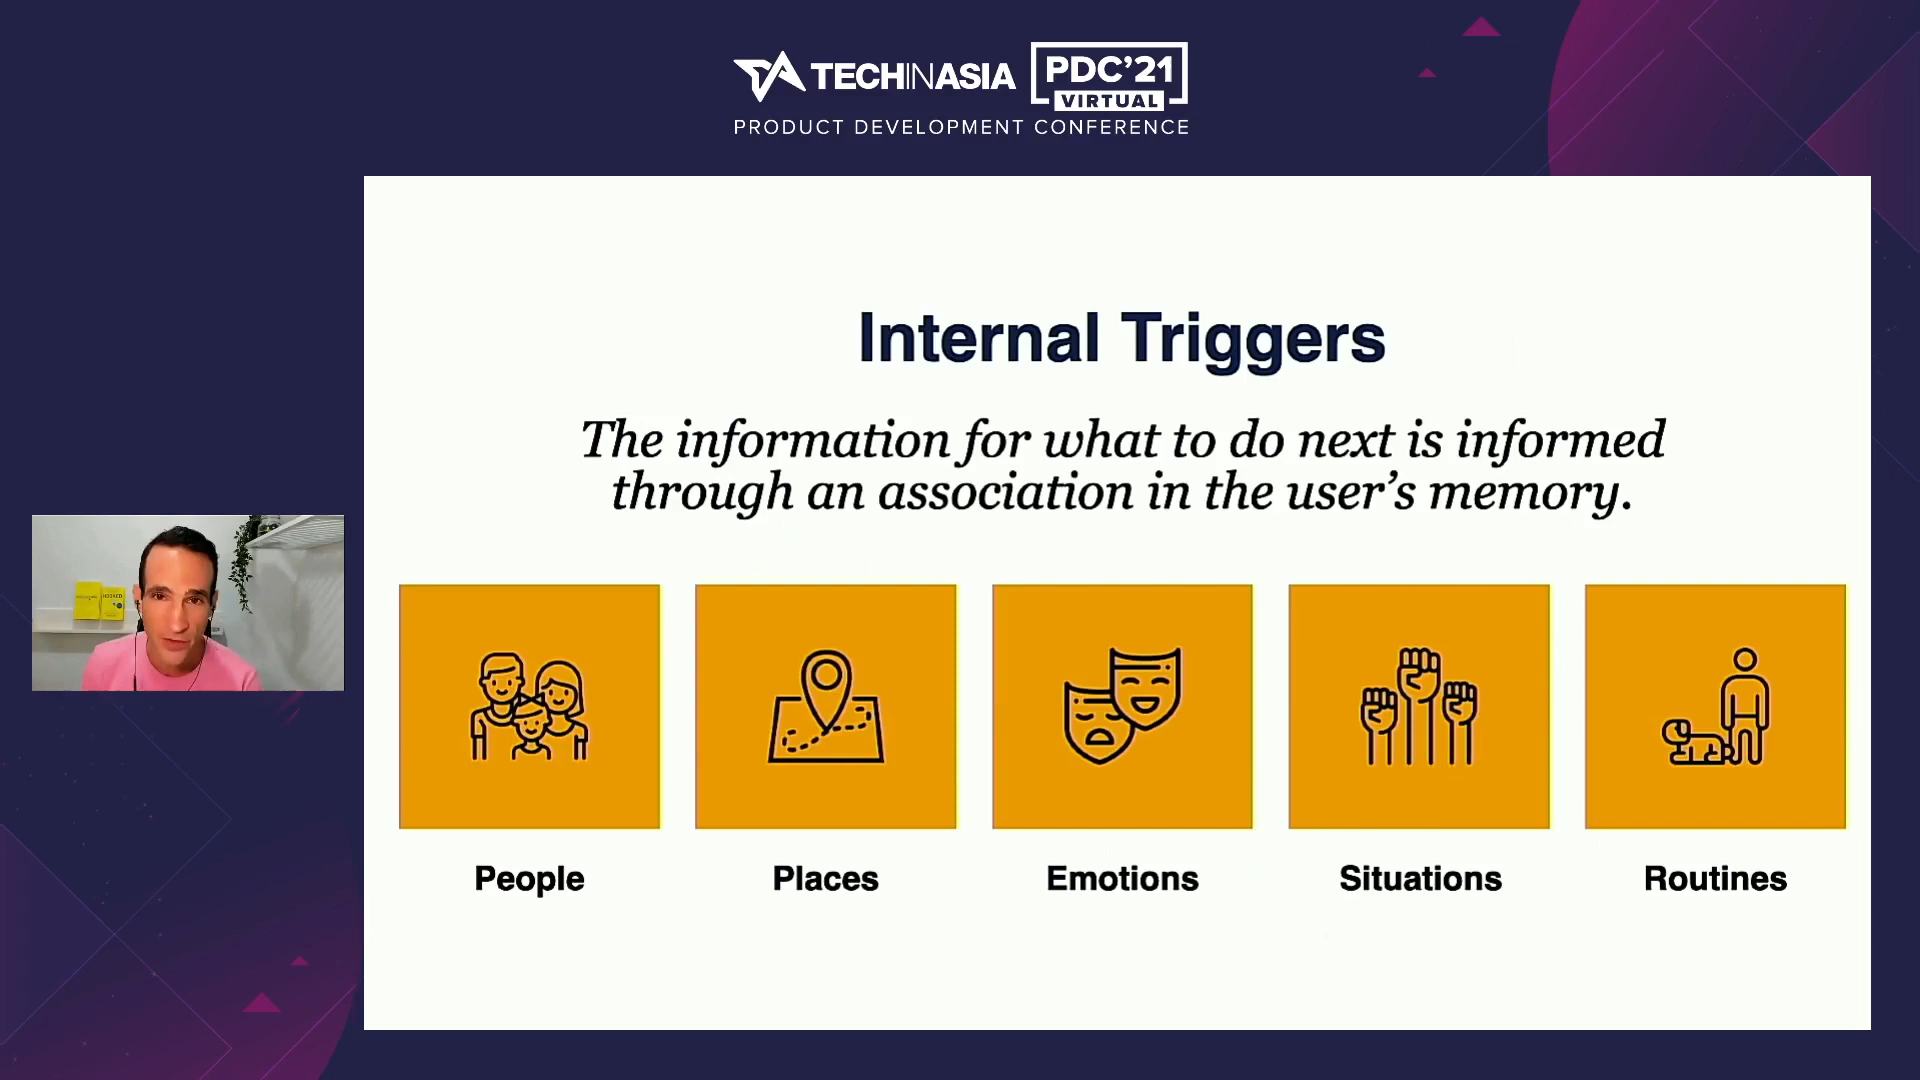 TECHINASIA PDC'21
VIRTUAL
PRODUCT DEVELOPMENT CONFERENCE
Internal Triggers
The information for what to do next is informed
through an association in the user's memory.
HOOKED
People Places Emotions Situations Routines